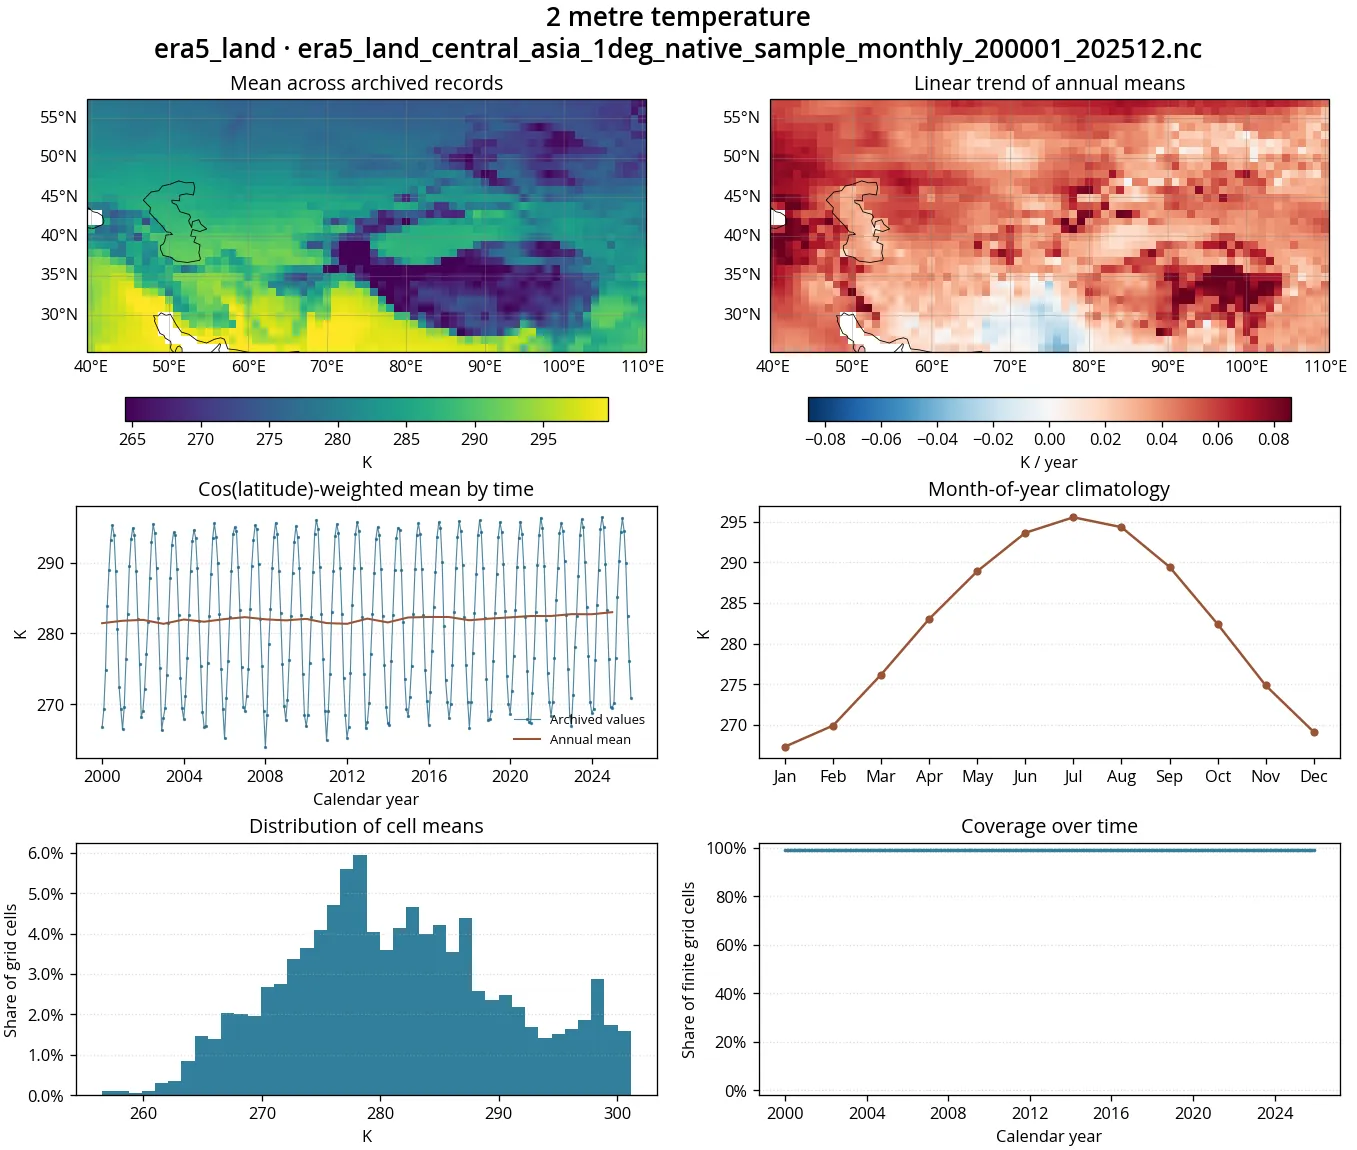 2 metre temperature
era5_land · era5_land_central_asia_1deg_native_sample_monthly_200001_202512.nc
Mean across archived records
55°N
50°N
45°N
40°N
35°N
30°N
40°E 50°E 60°E 70°E 80°E 90°E 100°E 110°E
265 270 275 280 285 290 295
K
Linear trend of annual means
55°N
50°N
45°N
40°N
35°N
30°N
40°E 50°E 60°E 70°E 80°E 90°E 100°E 110°E
−0.08 −0.06 −0.04 −0.02 0.00 0.02 0.04 0.06 0.08
K / year
Cos(latitude)-weighted mean by time
K
290
280
270
Archived values
Annual mean
2000 2004 2008 2012 2016 2020 2024
Calendar year
Month-of-year climatology
K
295
290
285
280
275
270
Jan Feb Mar Apr May Jun Jul Aug Sep Oct Nov Dec
Distribution of cell means
Share of grid cells
6.0%
5.0%
4.0%
3.0%
2.0%
1.0%
0.0%
260 270 280 290 300
K
Coverage over time
Share of finite grid cells
100%
80%
60%
40%
20%
0%
2000 2004 2008 2012 2016 2020 2024
Calendar year